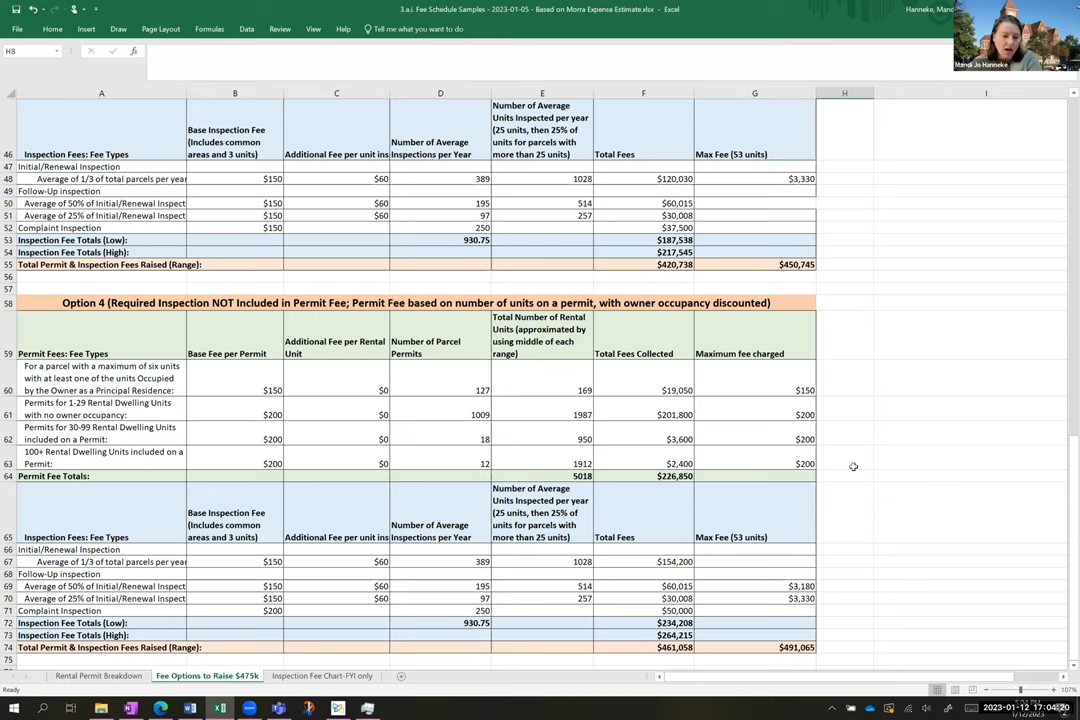 3.a.i. Fee Schedule Samples - 2023-01-05 - Based on Morra Expense Estimate.xlsx - Excel
Hanneke, Mand
File Home Insert Draw Page Layout Formulas Data Review View Help Tell me what you want to do
Mandi Jo Hanneke
H8 fx
A B C D E F G H I
46 Inspection Fees: Fee Types Base Inspection Fee (Includes common areas and 3 units) Additional Fee per unit ins Number of Average Inspections per Year Number of Average Units Inspected per year (25 units, then 25% of units for parcels with more than 25 units) Total Fees Max Fee (53 units)
47 Initial/Renewal Inspection
48 Average of 1/3 of total parcels per year $150 $60 389 1028 $120,030 $3,330
49 Follow-Up inspection
50 Average of 50% of Initial/Renewal Inspect $150 $60 195 514 $60,015
51 Average of 25% of Initial/Renewal Inspect $150 $60 97 257 $30,008
52 Complaint Inspection $150 250 $37,500
53 Inspection Fee Totals (Low): 930.75 $187,538
54 Inspection Fee Totals (High): $217,545
55 Total Permit & Inspection Fees Raised (Range): $420,738 $450,745
56
57
58 Option 4 (Required Inspection NOT Included in Permit Fee; Permit Fee based on number of units on a permit, with owner occupancy discounted)
59 Permit Fees: Fee Types Base Fee per Permit Additional Fee per Rental Unit Number of Parcel Permits Total Number of Rental Units (approximated by using middle of each range) Total Fees Collected Maximum fee charged
60 For a parcel with a maximum of six units with at least one of the units Occupied by the Owner as a Principal Residence: $150 $0 127 169 $19,050 $150
61 Permits for 1-29 Rental Dwelling Units with no owner occupancy: $200 $0 1009 1987 $201,800 $200
62 Permits for 30-99 Rental Dwelling Units included on a Permit: $200 $0 18 950 $3,600 $200
63 100+ Rental Dwelling Units included on a Permit: $200 $0 12 1912 $2,400 $200
64 Permit Fee Totals: 5018 $226,850
65 Inspection Fees: Fee Types Base Inspection Fee (Includes common areas and 3 units) Additional Fee per unit ins Number of Average Inspections per Year Number of Average Units Inspected per year (25 units, then 25% of units for parcels with more than 25 units) Total Fees Max Fee (53 units)
66 Initial/Renewal Inspection
67 Average of 1/3 of total parcels per year $150 $60 389 1028 $154,200
68 Follow-Up inspection
69 Average of 50% of Initial/Renewal Inspect $150 $60 195 514 $60,015 $3,180
70 Average of 25% of Initial/Renewal Inspect $150 $60 97 257 $30,008 $3,330
71 Complaint Inspection $200 250 $50,000
72 Inspection Fee Totals (Low): 930.75 $234,208
73 Inspection Fee Totals (High): $264,215
74 Total Permit & Inspection Fees Raised (Range): $461,058 $491,065
75
Rental Permit Breakdown Fee Options to Raise $475k Inspection Fee Chart-FYI only
Ready 107%
2023-01-12 17:04:20